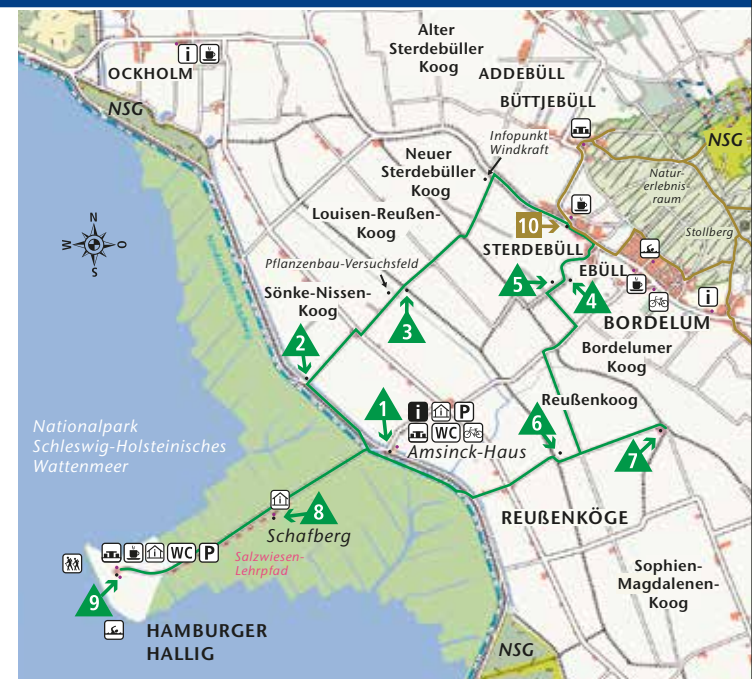 Alter
Sterdebüller
Koog
i
OCKHOLM
ADDEBÜLL
BÜTTJEBÜLL
NSG
Infopunkt
Windkraft
NSG
Neuer
Sterdebüller
Koog
Natur-
erlebnis-
raum
Louisen-Reußen-
Koog
10
Stollberg
N
W
O
S
STERDEBÜLL
Pflanzenbau-Versuchsfeld
EBÜLL
5
4
Sönke-Nissen-
Koog
i
3
BORDELUM
2
Bordelumer
Koog
Reußenkoog
1
i
i
P
WC
6
Amsinck-Haus
7
Nationalpark
Schleswig-Holsteinisches
Wattenmeer
i
8
REUßENKÖGE
Schafberg
i
WC
P
Salzwiesen-
Lehrpfad
Sophien-
Magdalenen-
Koog
9
HAMBURGER
HALLIG
NSG